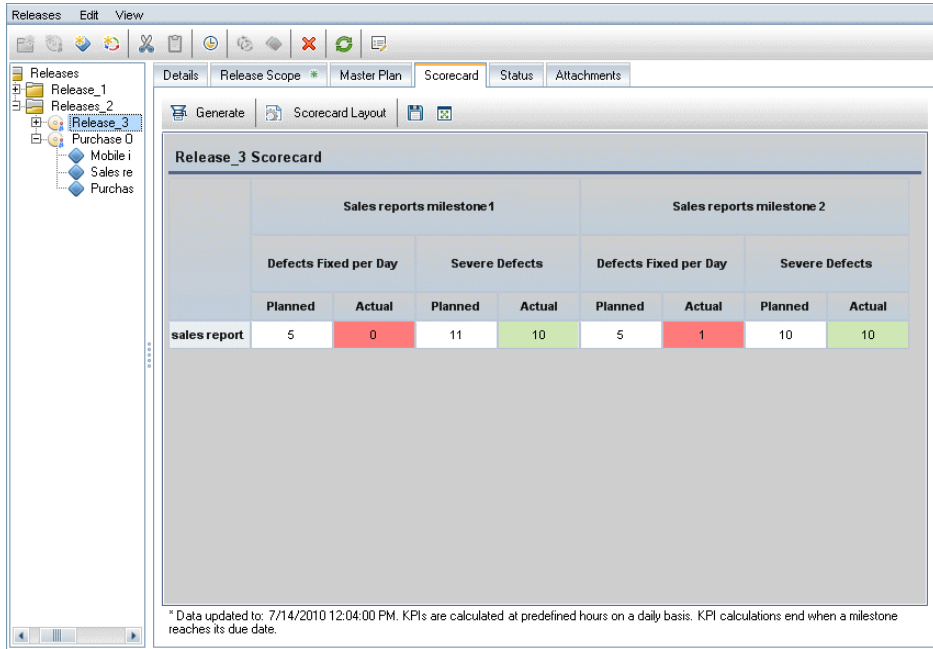 Releases Edit View
Releases
Release_1
Releases_2
Release_3
Purchase O
Mobile i
Sales re
Purchas
Details Release Scope * Master Plan Scorecard Status Attachments
Generate Scorecard Layout
Release_3 Scorecard
Sales reports milestone1 Sales reports milestone 2
Defects Fixed per Day Severe Defects Defects Fixed per Day Severe Defects
Planned Actual Planned Actual Planned Actual Planned Actual
sales report 5 0 11 10 5 1 10 10
* Data updated to: 7/14/2010 12:04:00 PM. KPIs are calculated at predefined hours on a daily basis. KPI calculations end when a milestone
reaches its due date.